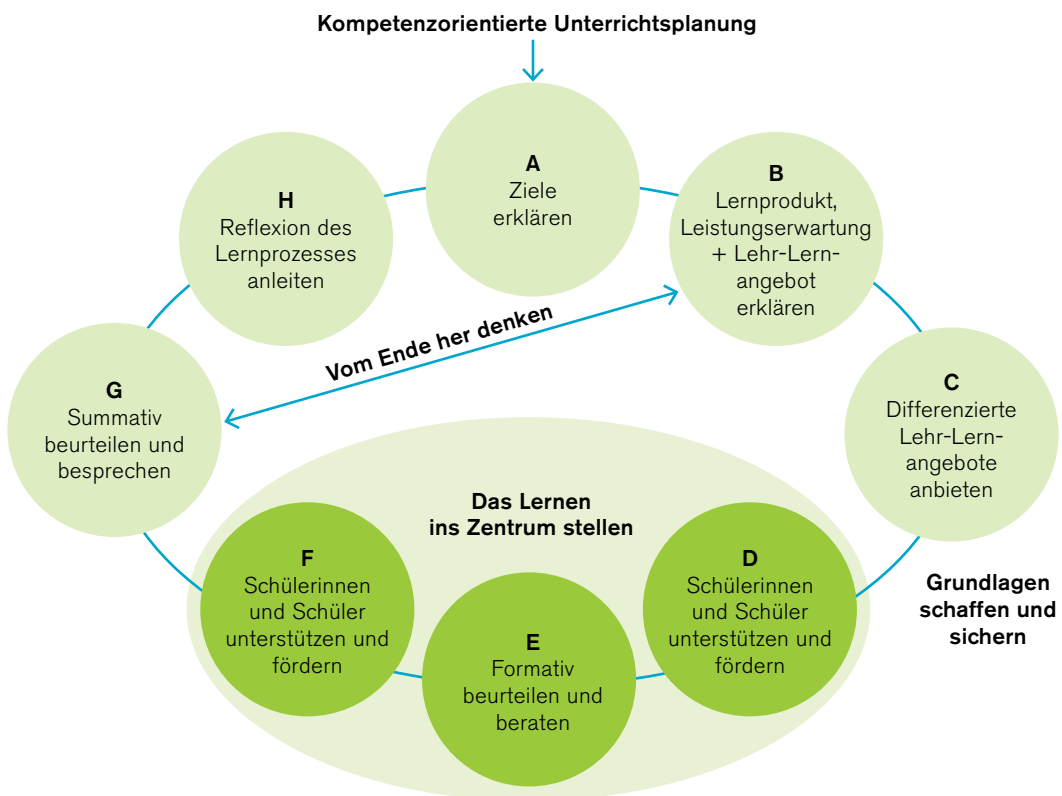 Kompetenzorientierte Unterrichtsplanung
A
Ziele
erklären
B
Lernprodukt,
Leistungserwartung
+ Lehr-Lern-
angebot
erklären
C
Differenzierte
Lehr-Lern-
angebote
anbieten
Grundlagen
schaffen und
sichern
D
Schülerinnen
und Schüler
unterstützen und
fördern
E
Formativ
beurteilen und
beraten
F
Schülerinnen
und Schüler
unterstützen und
fördern
Das Lernen
ins Zentrum stellen
G
Summativ
beurteilen und
besprechen
H
Reflexion des
Lernprozesses
anleiten
Vom Ende her denken